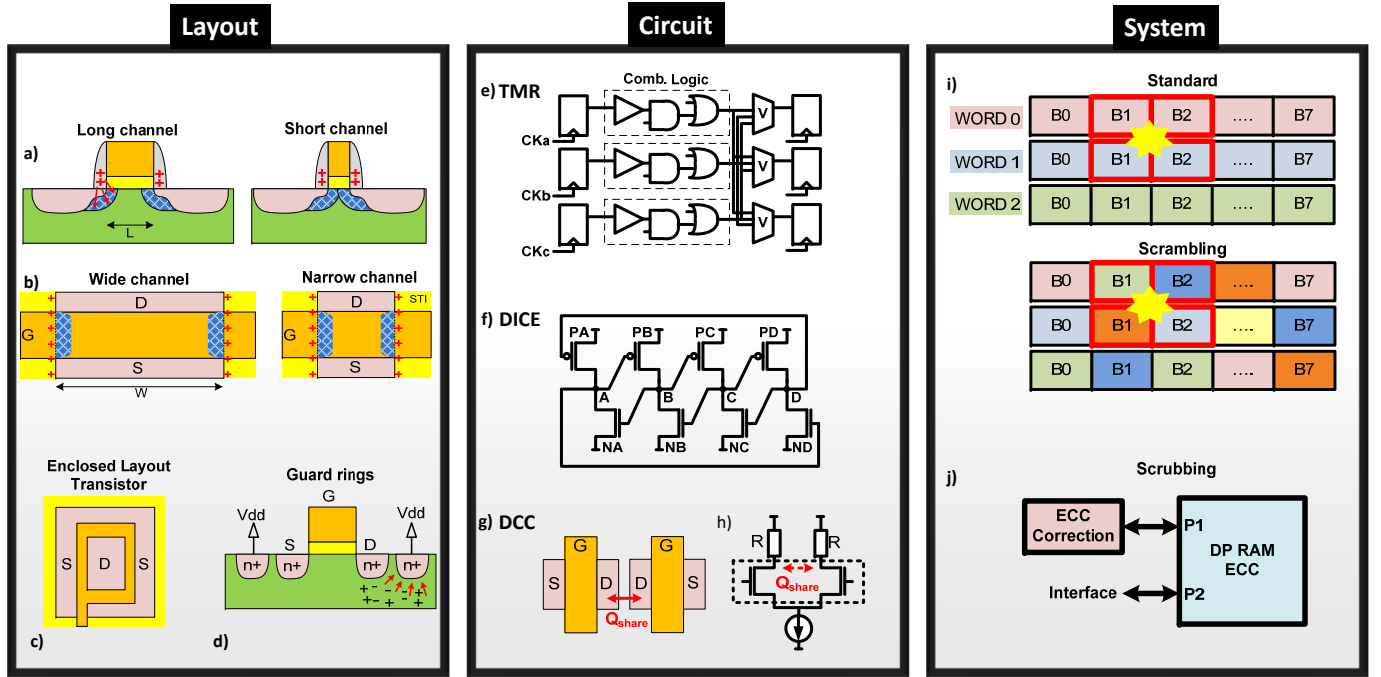 Layout
a)
Long channel
Short channel
+ + + + + + + +
L
b)
Wide channel
Narrow channel
D
D
STI
G
S
S
W
Enclosed Layout
Transistor
S
D
S
c)
Guard rings
G
Vdd
Vdd
S
D
n+
n+
n+
n+
d)
Circuit
e) TMR
Comb. Logic
V
CKa
V
CKb
V
CKc
f) DICE
PA
PB
PC
PD
A
B
C
D
NA
NB
NC
ND
g) DCC
G
G
S
D
D
S
Qshare
h)
R
R
Qshare
System
i)
Standard
WORD 0
B0 B1 B2 .... B7
WORD 1
B0 B1 B2 .... B7
WORD 2
B0 B1 B2 .... B7
Scrambling
B0 B1 B2 .... B7
B0 B1 B2 .... B7
B0 B1 B2 .... B7
j)
Scrubbing
ECC
Correction
P1
DP RAM
ECC
Interface
P2